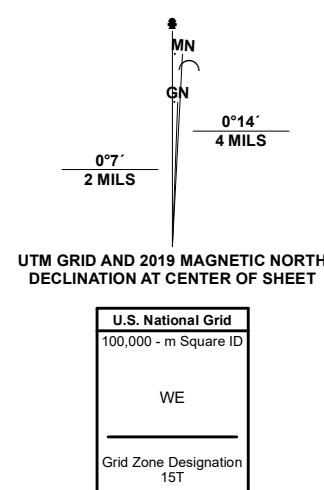 MN
GN
0°14´
4 MILS
0°7´
2 MILS
UTM GRID AND 2019 MAGNETIC NORTH
DECLINATION AT CENTER OF SHEET
U.S. National Grid
100,000 - m Square ID
WE
Grid Zone Designation
15T